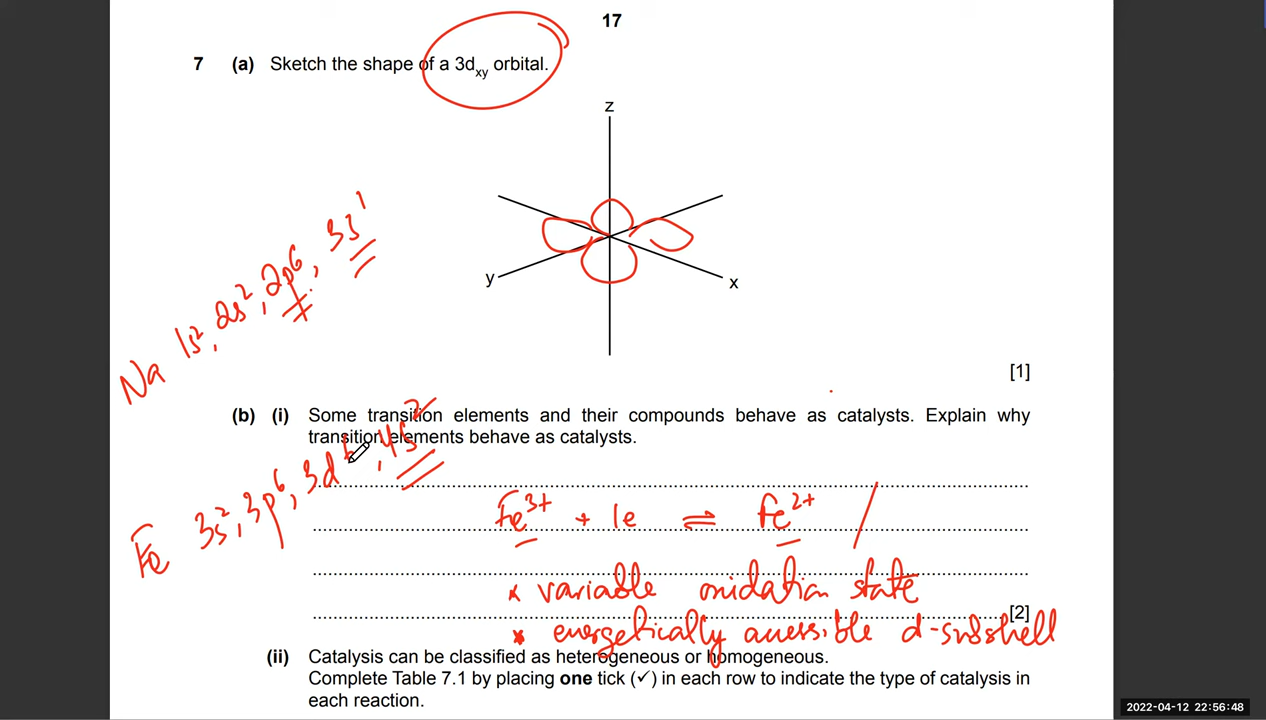 17
7 (a) Sketch the shape of a 3dxy orbital.
z
y
x
Na 1s², 2s², 2p⁶, 3s¹
[1]
(b) (i) Some transition elements and their compounds behave as catalysts. Explain why
transition elements behave as catalysts.
Fe 3s², 3p⁶, 3d⁶, 4s²
Fe³⁺ + 1e ⇌ Fe²⁺
* variable oxidation state
[2]
* energetically accessible d-subshell
(ii) Catalysis can be classified as heterogeneous or homogeneous.
Complete Table 7.1 by placing one tick (✓) in each row to indicate the type of catalysis in
each reaction.
2022-04-12 22:56:48